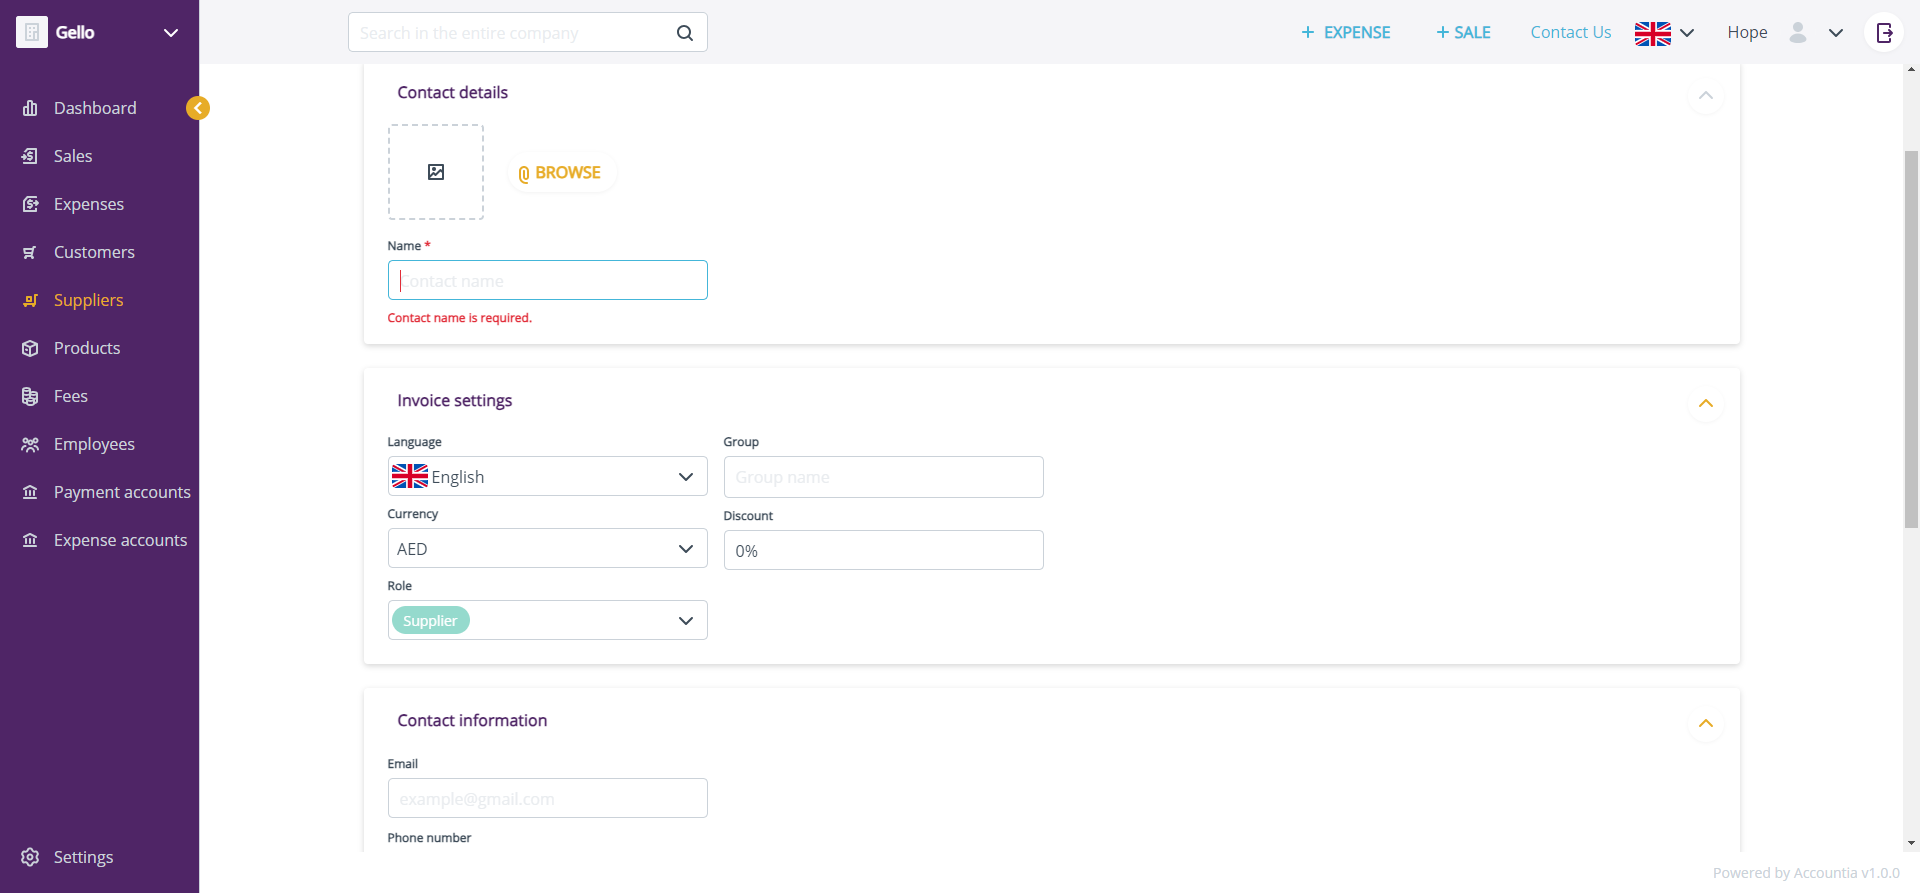 Gello
Search in the entire company
+ EXPENSE
+ SALE
Contact Us
Hope
Dashboard
Sales
Expenses
Customers
Suppliers
Products
Fees
Employees
Payment accounts
Expense accounts
Settings
Contact details
BROWSE
Name *
Contact name
Contact name is required.
Invoice settings
Language
English
Group
Group name
Currency
AED
Discount
0%
Role
Supplier
Contact information
Email
example@gmail.com
Phone number
Powered by Accountia v1.0.0